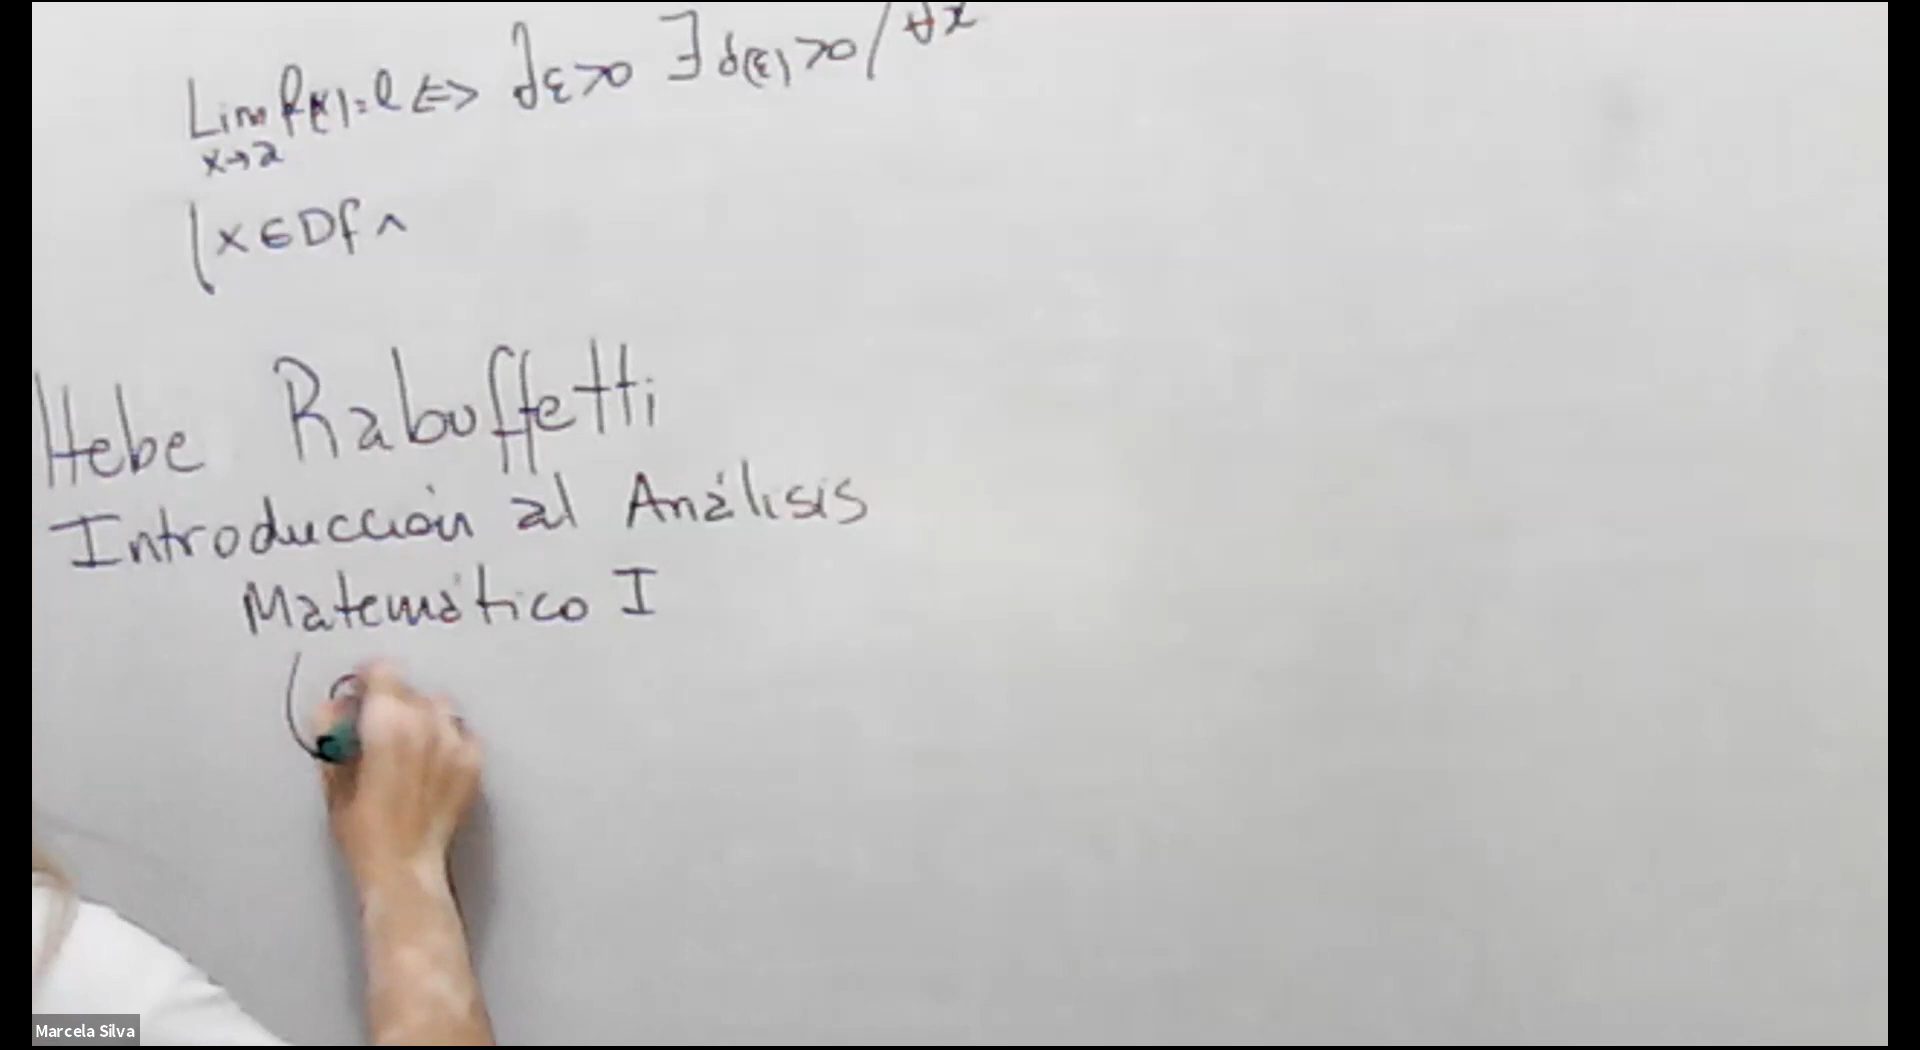 Lim f(x) = l <=> ∀ε>0 ∃ δ(ε)>0 / ∀x
x→a
(x∈Df ∧
Hebe Rabuffetti
Introducción al Análisis
Matemático I
Marcela Silva